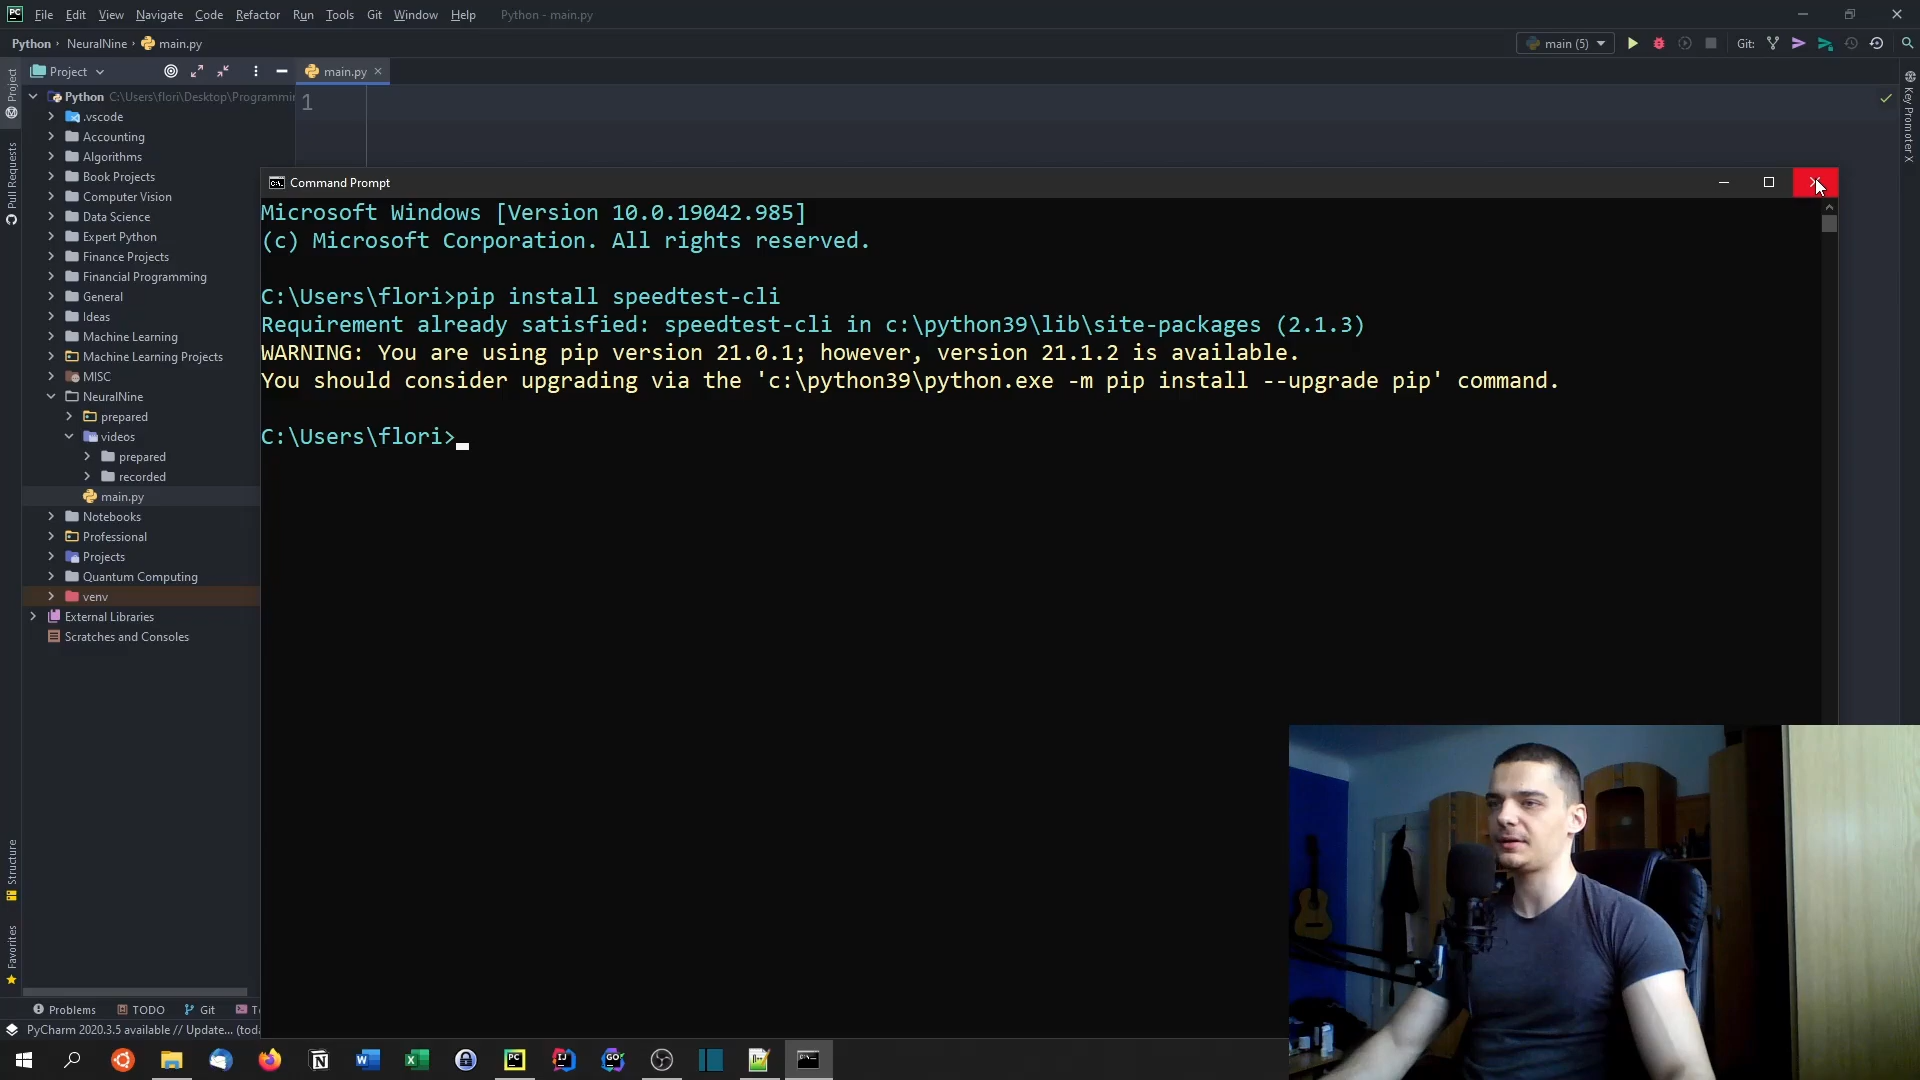 File Edit View Navigate Code Refactor Run Tools Git Window Help Python - main.py
Python NeuralNine main.py
main (5)
Git:
Project
main.py
1
Python C:\Users\flori\Desktop\Programmin
.vscode
Accounting
Algorithms
Book Projects
Computer Vision
Data Science
Expert Python
Finance Projects
Financial Programming
General
Ideas
Machine Learning
Machine Learning Projects
MISC
NeuralNine
prepared
videos
prepared
recorded
main.py
Notebooks
Professional
Projects
Quantum Computing
venv
External Libraries
Scratches and Consoles
Project
Pull Requests
Structure
Favorites
Key Promoter X
Command Prompt
Microsoft Windows [Version 10.0.19042.985]
(c) Microsoft Corporation. All rights reserved.
C:\Users\flori>pip install speedtest-cli
Requirement already satisfied: speedtest-cli in c:\python39\lib\site-packages (2.1.3)
WARNING: You are using pip version 21.0.1; however, version 21.1.2 is available.
You should consider upgrading via the 'c:\python39\python.exe -m pip install --upgrade pip' command.
C:\Users\flori>
Problems TODO Git
PyCharm 2020.3.5 available // Update... (toda